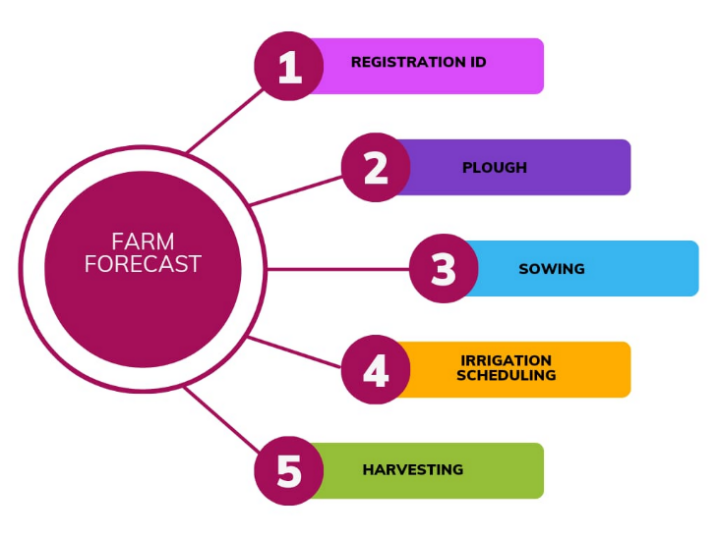 FARM
FORECAST
1
REGISTRATION ID
2
PLOUGH
3
SOWING
4
IRRIGATION
SCHEDULING
5
HARVESTING